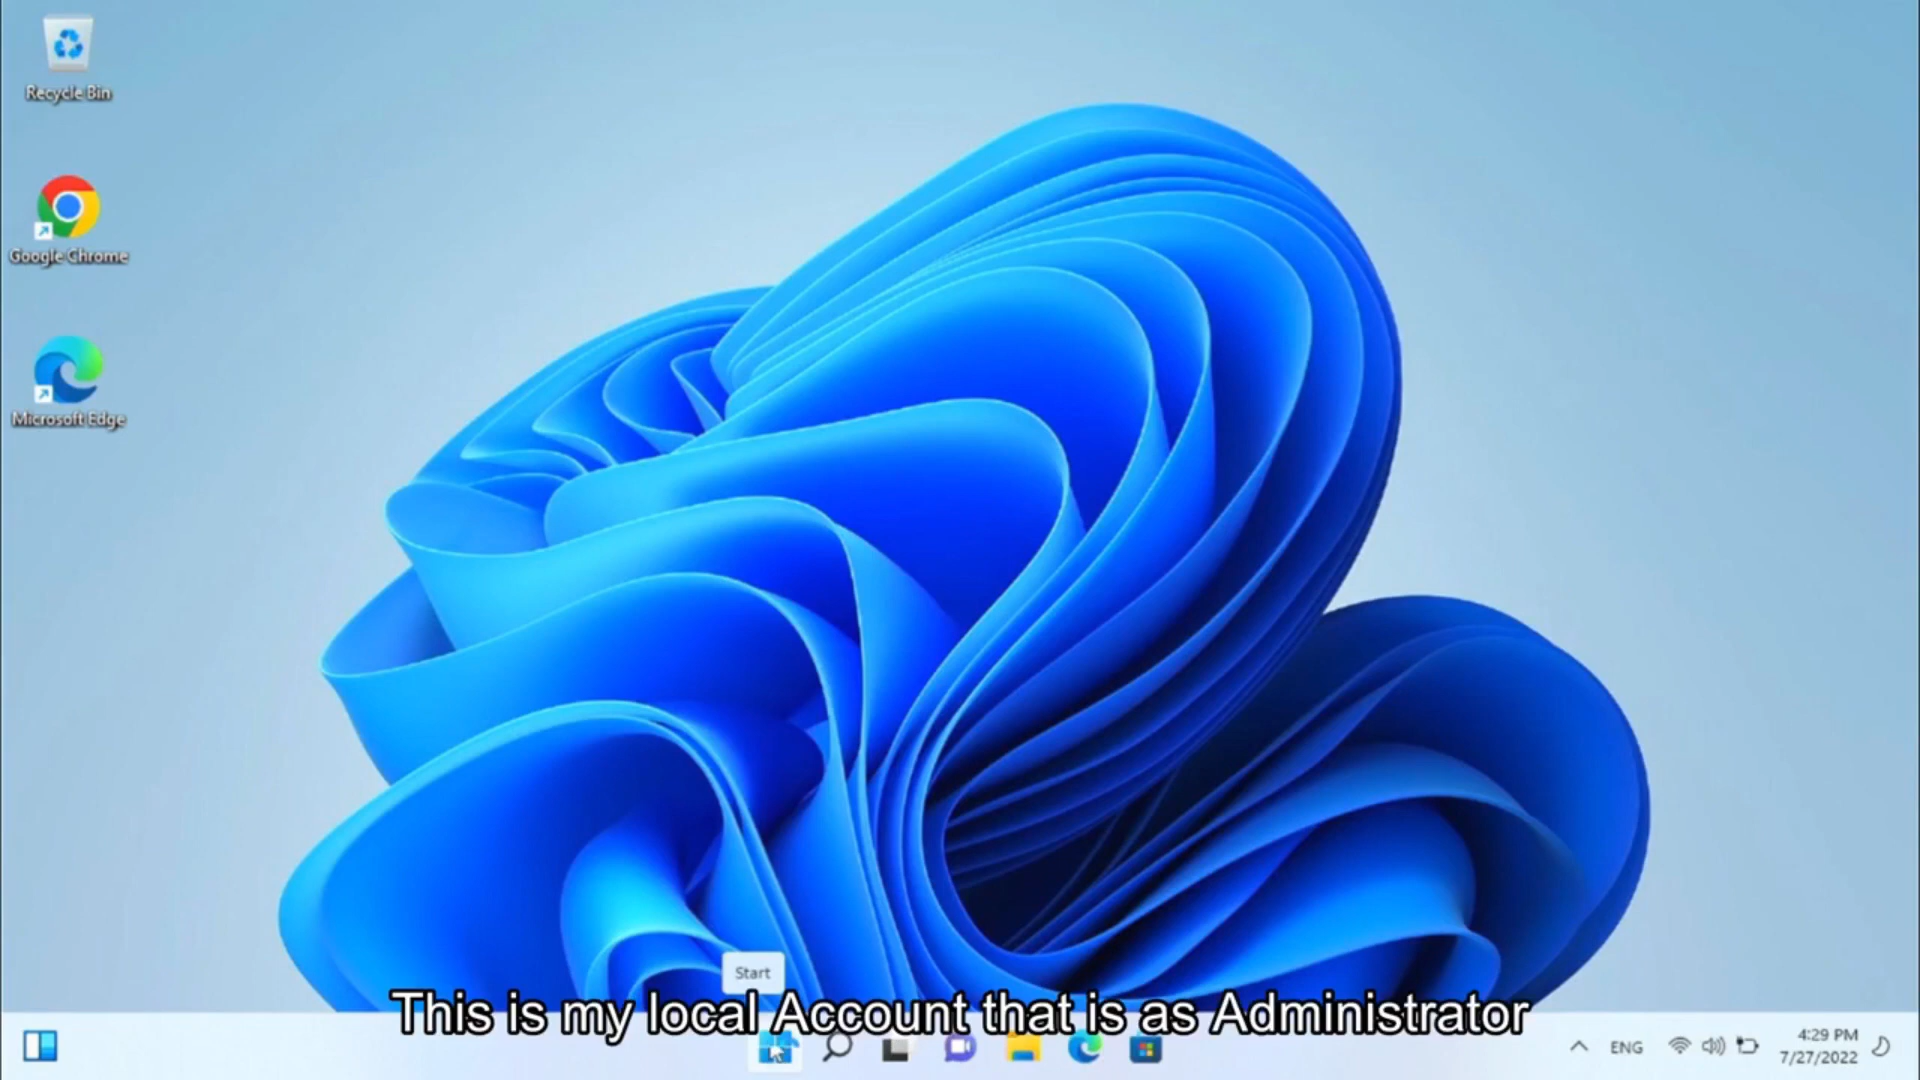 Recycle Bin
Google Chrome
Microsoft Edge
Start
This is my local Account that is as Administrator
ENG
4:29 PM
7/27/2022